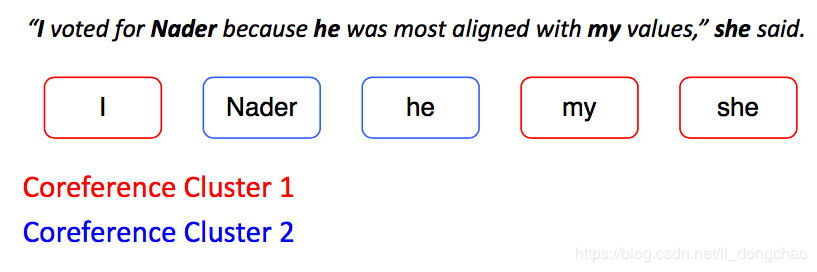 “I voted for Nader because he was most aligned with my values,” she said.
I Nader he my she
Coreference Cluster 1
Coreference Cluster 2
https://blog.csdn.net/li_dongchao